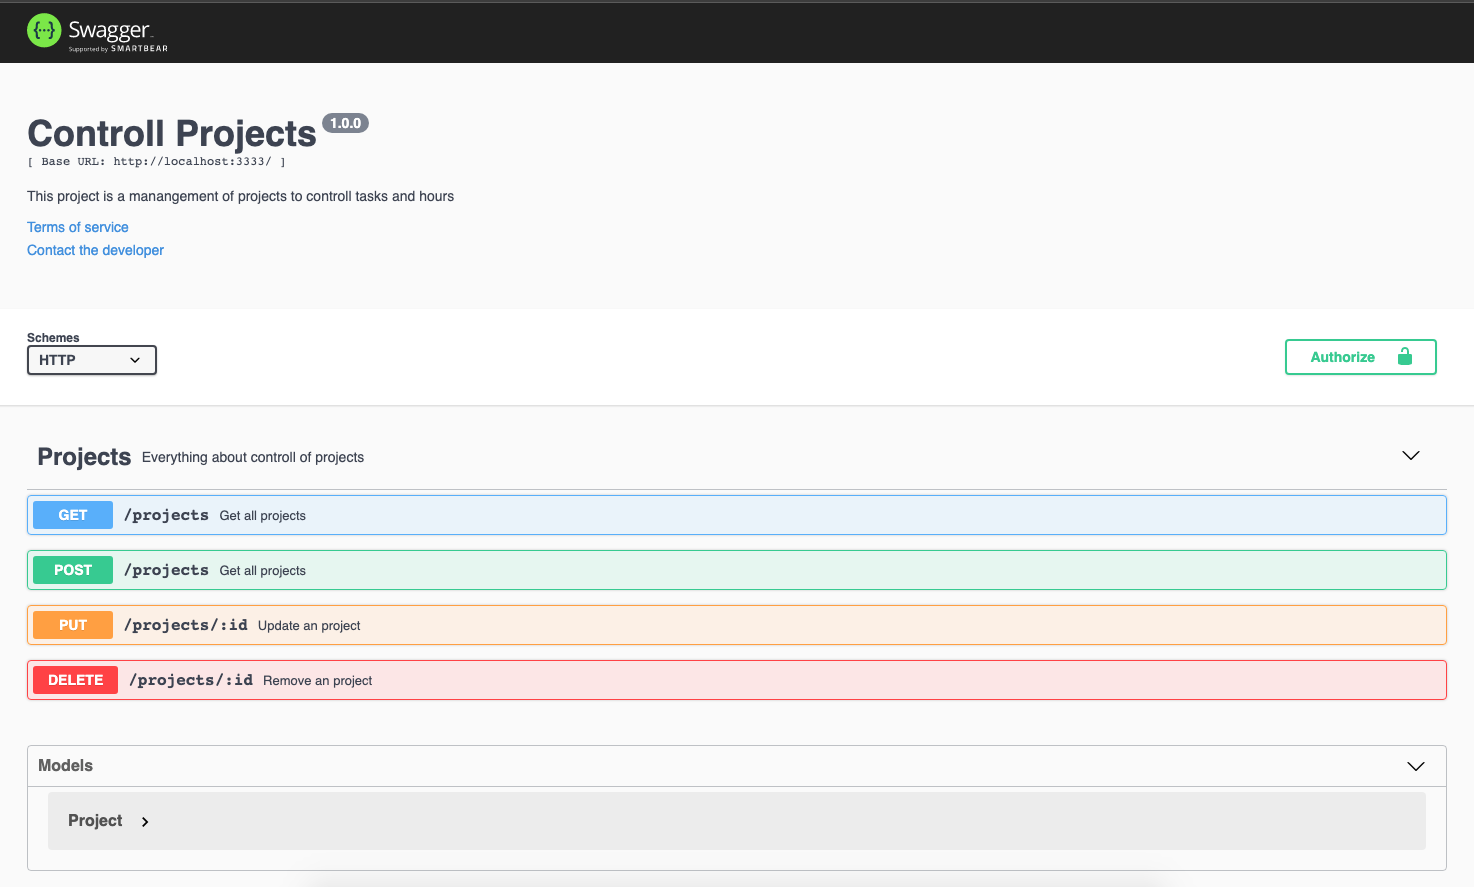 {...} Swagger
Supported by SMARTBEAR
Controll Projects 1.0.0
[ Base URL: http://localhost:3333/ ]
This project is a manangement of projects to controll tasks and hours
Terms of service
Contact the developer
Schemes
HTTP
Authorize
Projects Everything about controll of projects
GET /projects Get all projects
POST /projects Get all projects
PUT /projects/:id Update an project
DELETE /projects/:id Remove an project
Models
Project